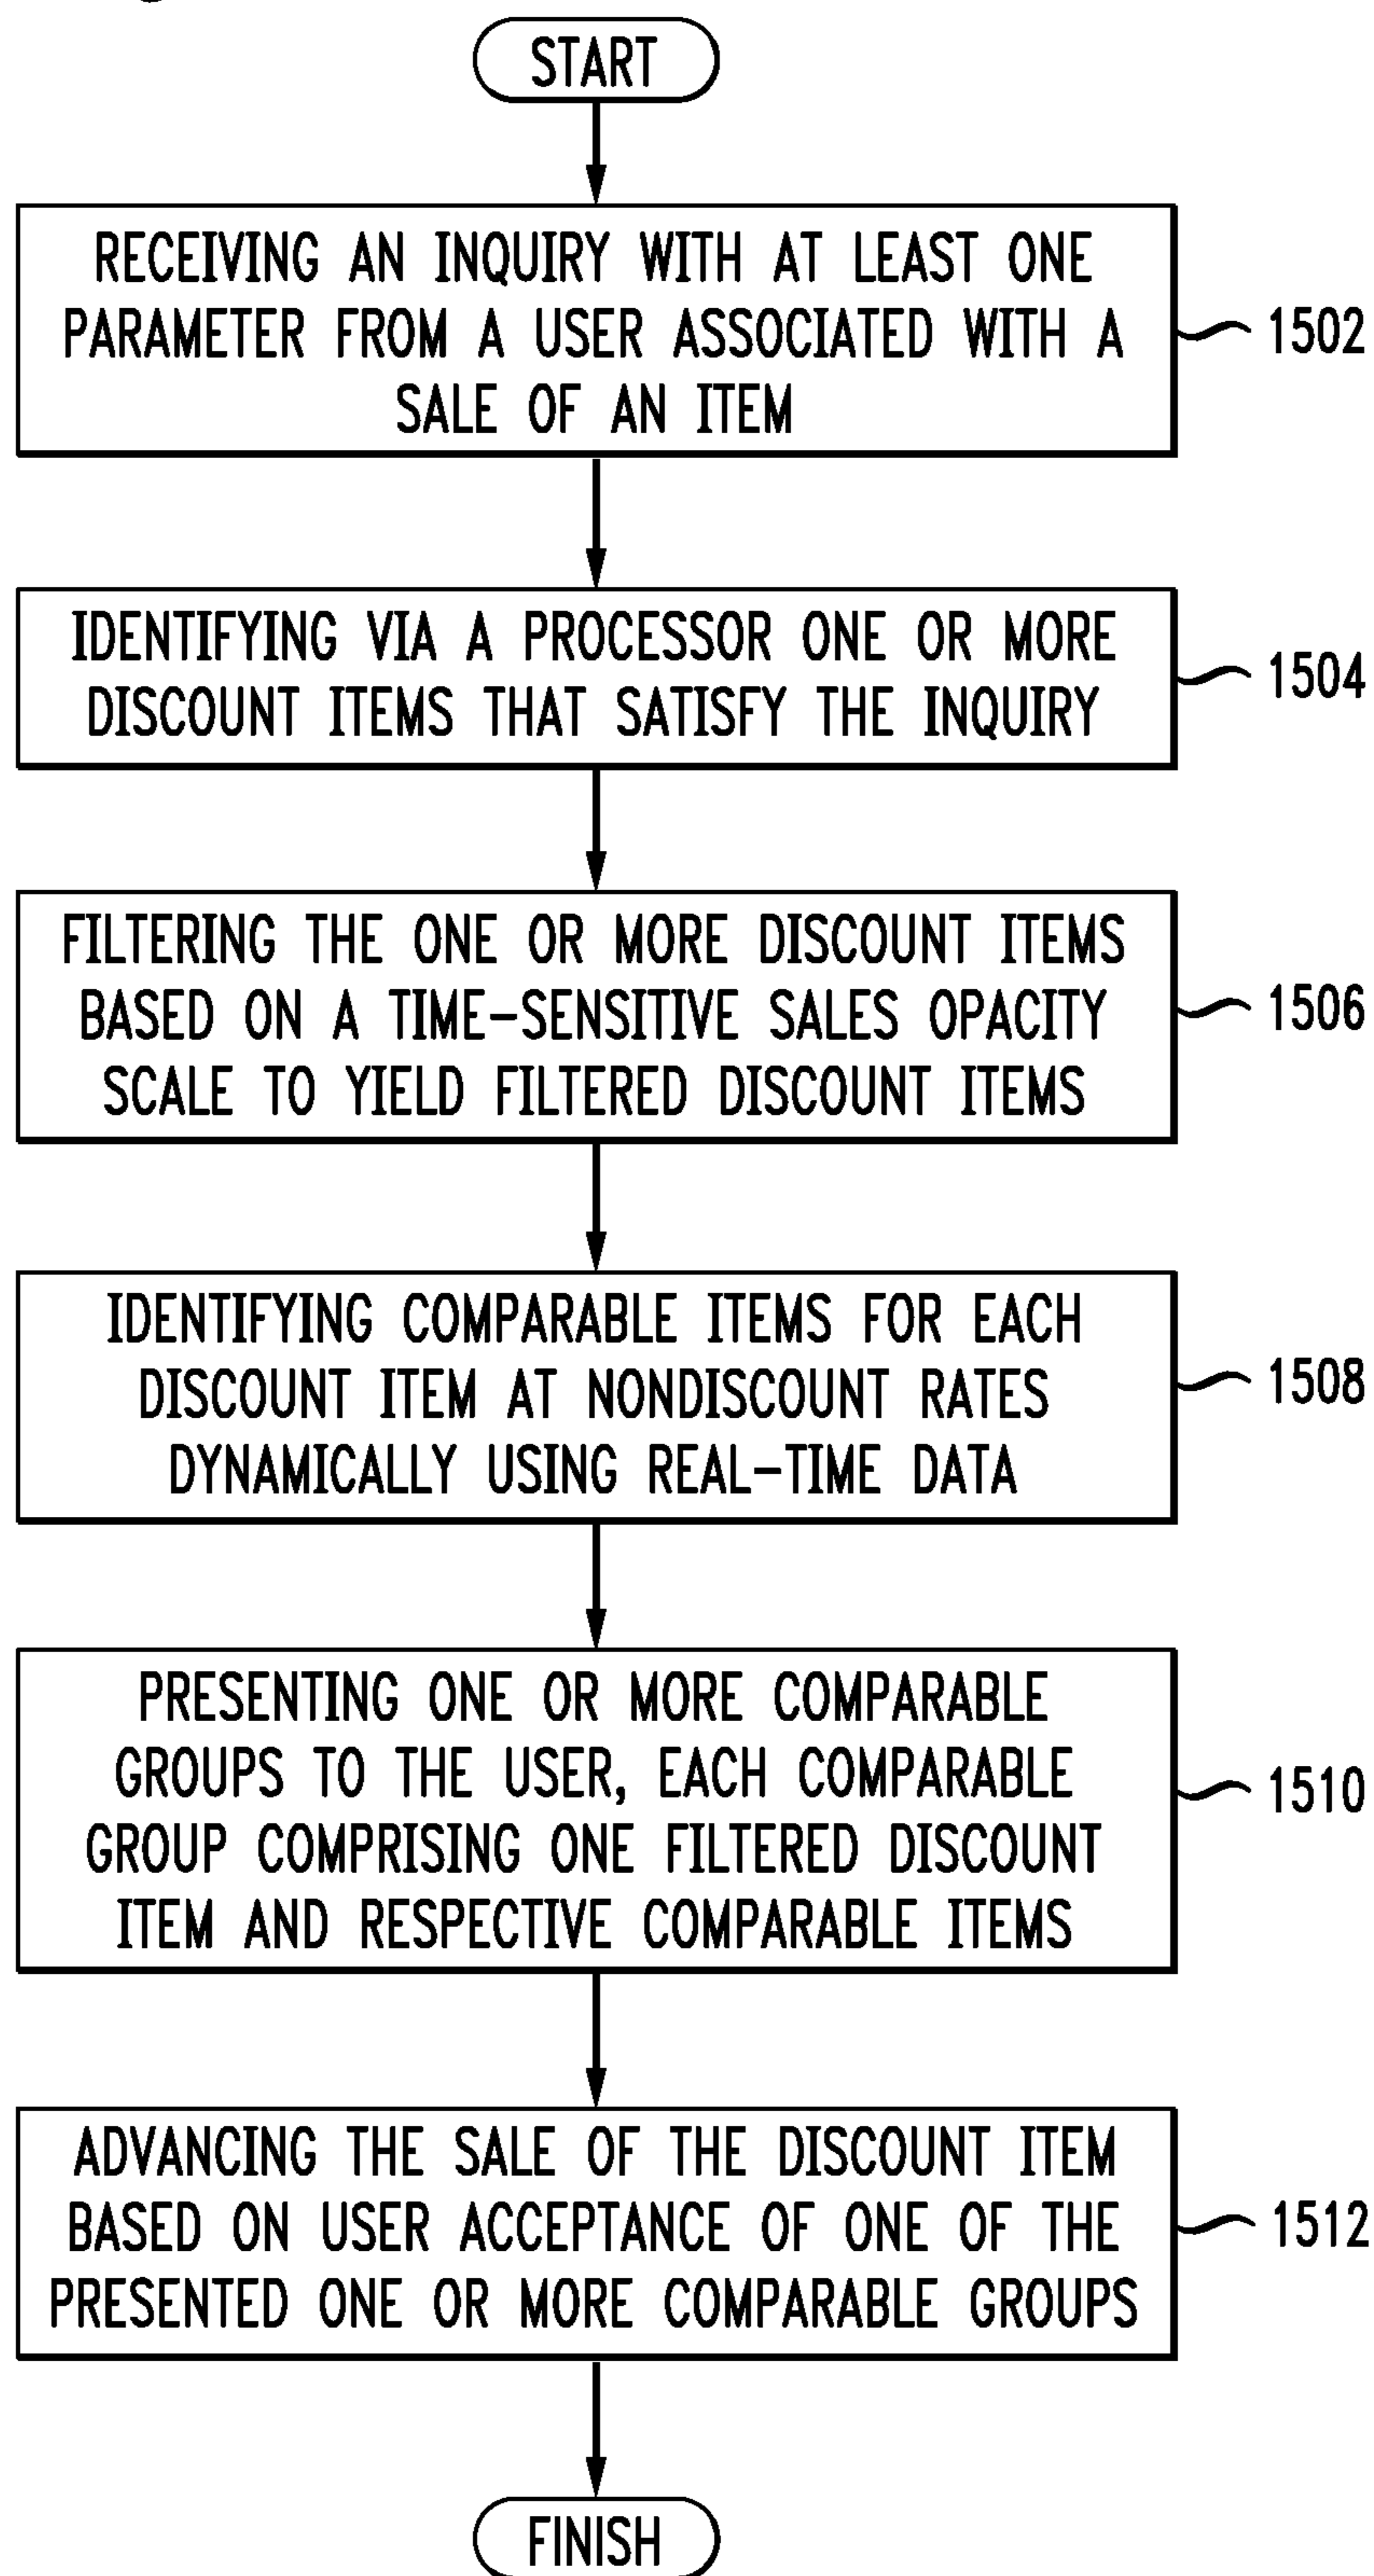 START
RECEIVING AN INQUIRY WITH AT LEAST ONE
PARAMETER FROM A USER ASSOCIATED WITH A
SALE OF AN ITEM
1502
IDENTIFYING VIA A PROCESSOR ONE OR MORE
DISCOUNT ITEMS THAT SATISFY THE INQUIRY
1504
FILTERING THE ONE OR MORE DISCOUNT ITEMS
BASED ON A TIME-SENSITIVE SALES OPACITY
SCALE TO YIELD FILTERED DISCOUNT ITEMS
1506
IDENTIFYING COMPARABLE ITEMS FOR EACH
DISCOUNT ITEM AT NONDISCOUNT RATES
DYNAMICALLY USING REAL-TIME DATA
1508
PRESENTING ONE OR MORE COMPARABLE
GROUPS TO THE USER, EACH COMPARABLE
GROUP COMPRISING ONE FILTERED DISCOUNT
ITEM AND RESPECTIVE COMPARABLE ITEMS
1510
ADVANCING THE SALE OF THE DISCOUNT ITEM
BASED ON USER ACCEPTANCE OF ONE OF THE
PRESENTED ONE OR MORE COMPARABLE GROUPS
1512
FINISH